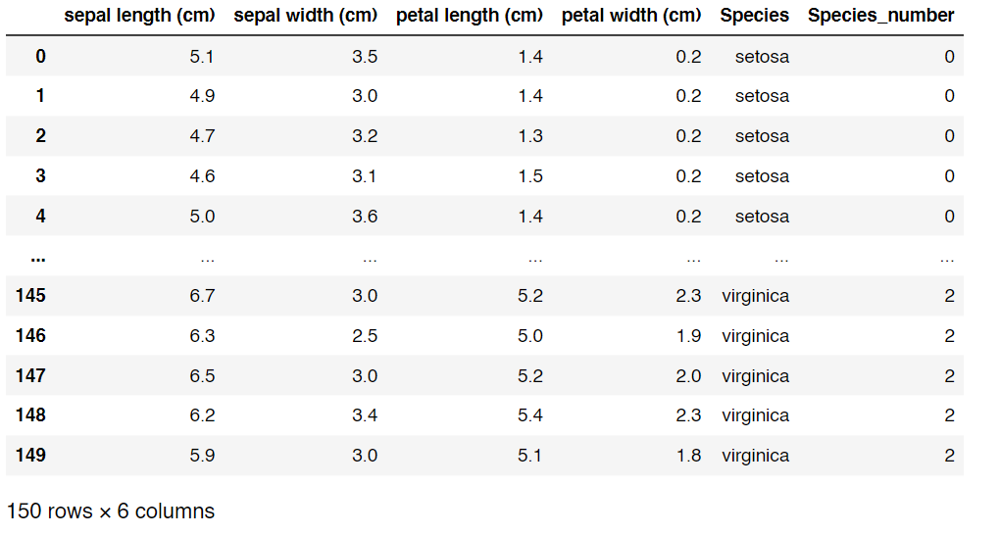 sepal length (cm) sepal width (cm) petal length (cm) petal width (cm) Species Species_number
0 5.1 3.5 1.4 0.2 setosa 0
1 4.9 3.0 1.4 0.2 setosa 0
2 4.7 3.2 1.3 0.2 setosa 0
3 4.6 3.1 1.5 0.2 setosa 0
4 5.0 3.6 1.4 0.2 setosa 0
... ... ... ... ... ... ...
145 6.7 3.0 5.2 2.3 virginica 2
146 6.3 2.5 5.0 1.9 virginica 2
147 6.5 3.0 5.2 2.0 virginica 2
148 6.2 3.4 5.4 2.3 virginica 2
149 5.9 3.0 5.1 1.8 virginica 2
150 rows × 6 columns